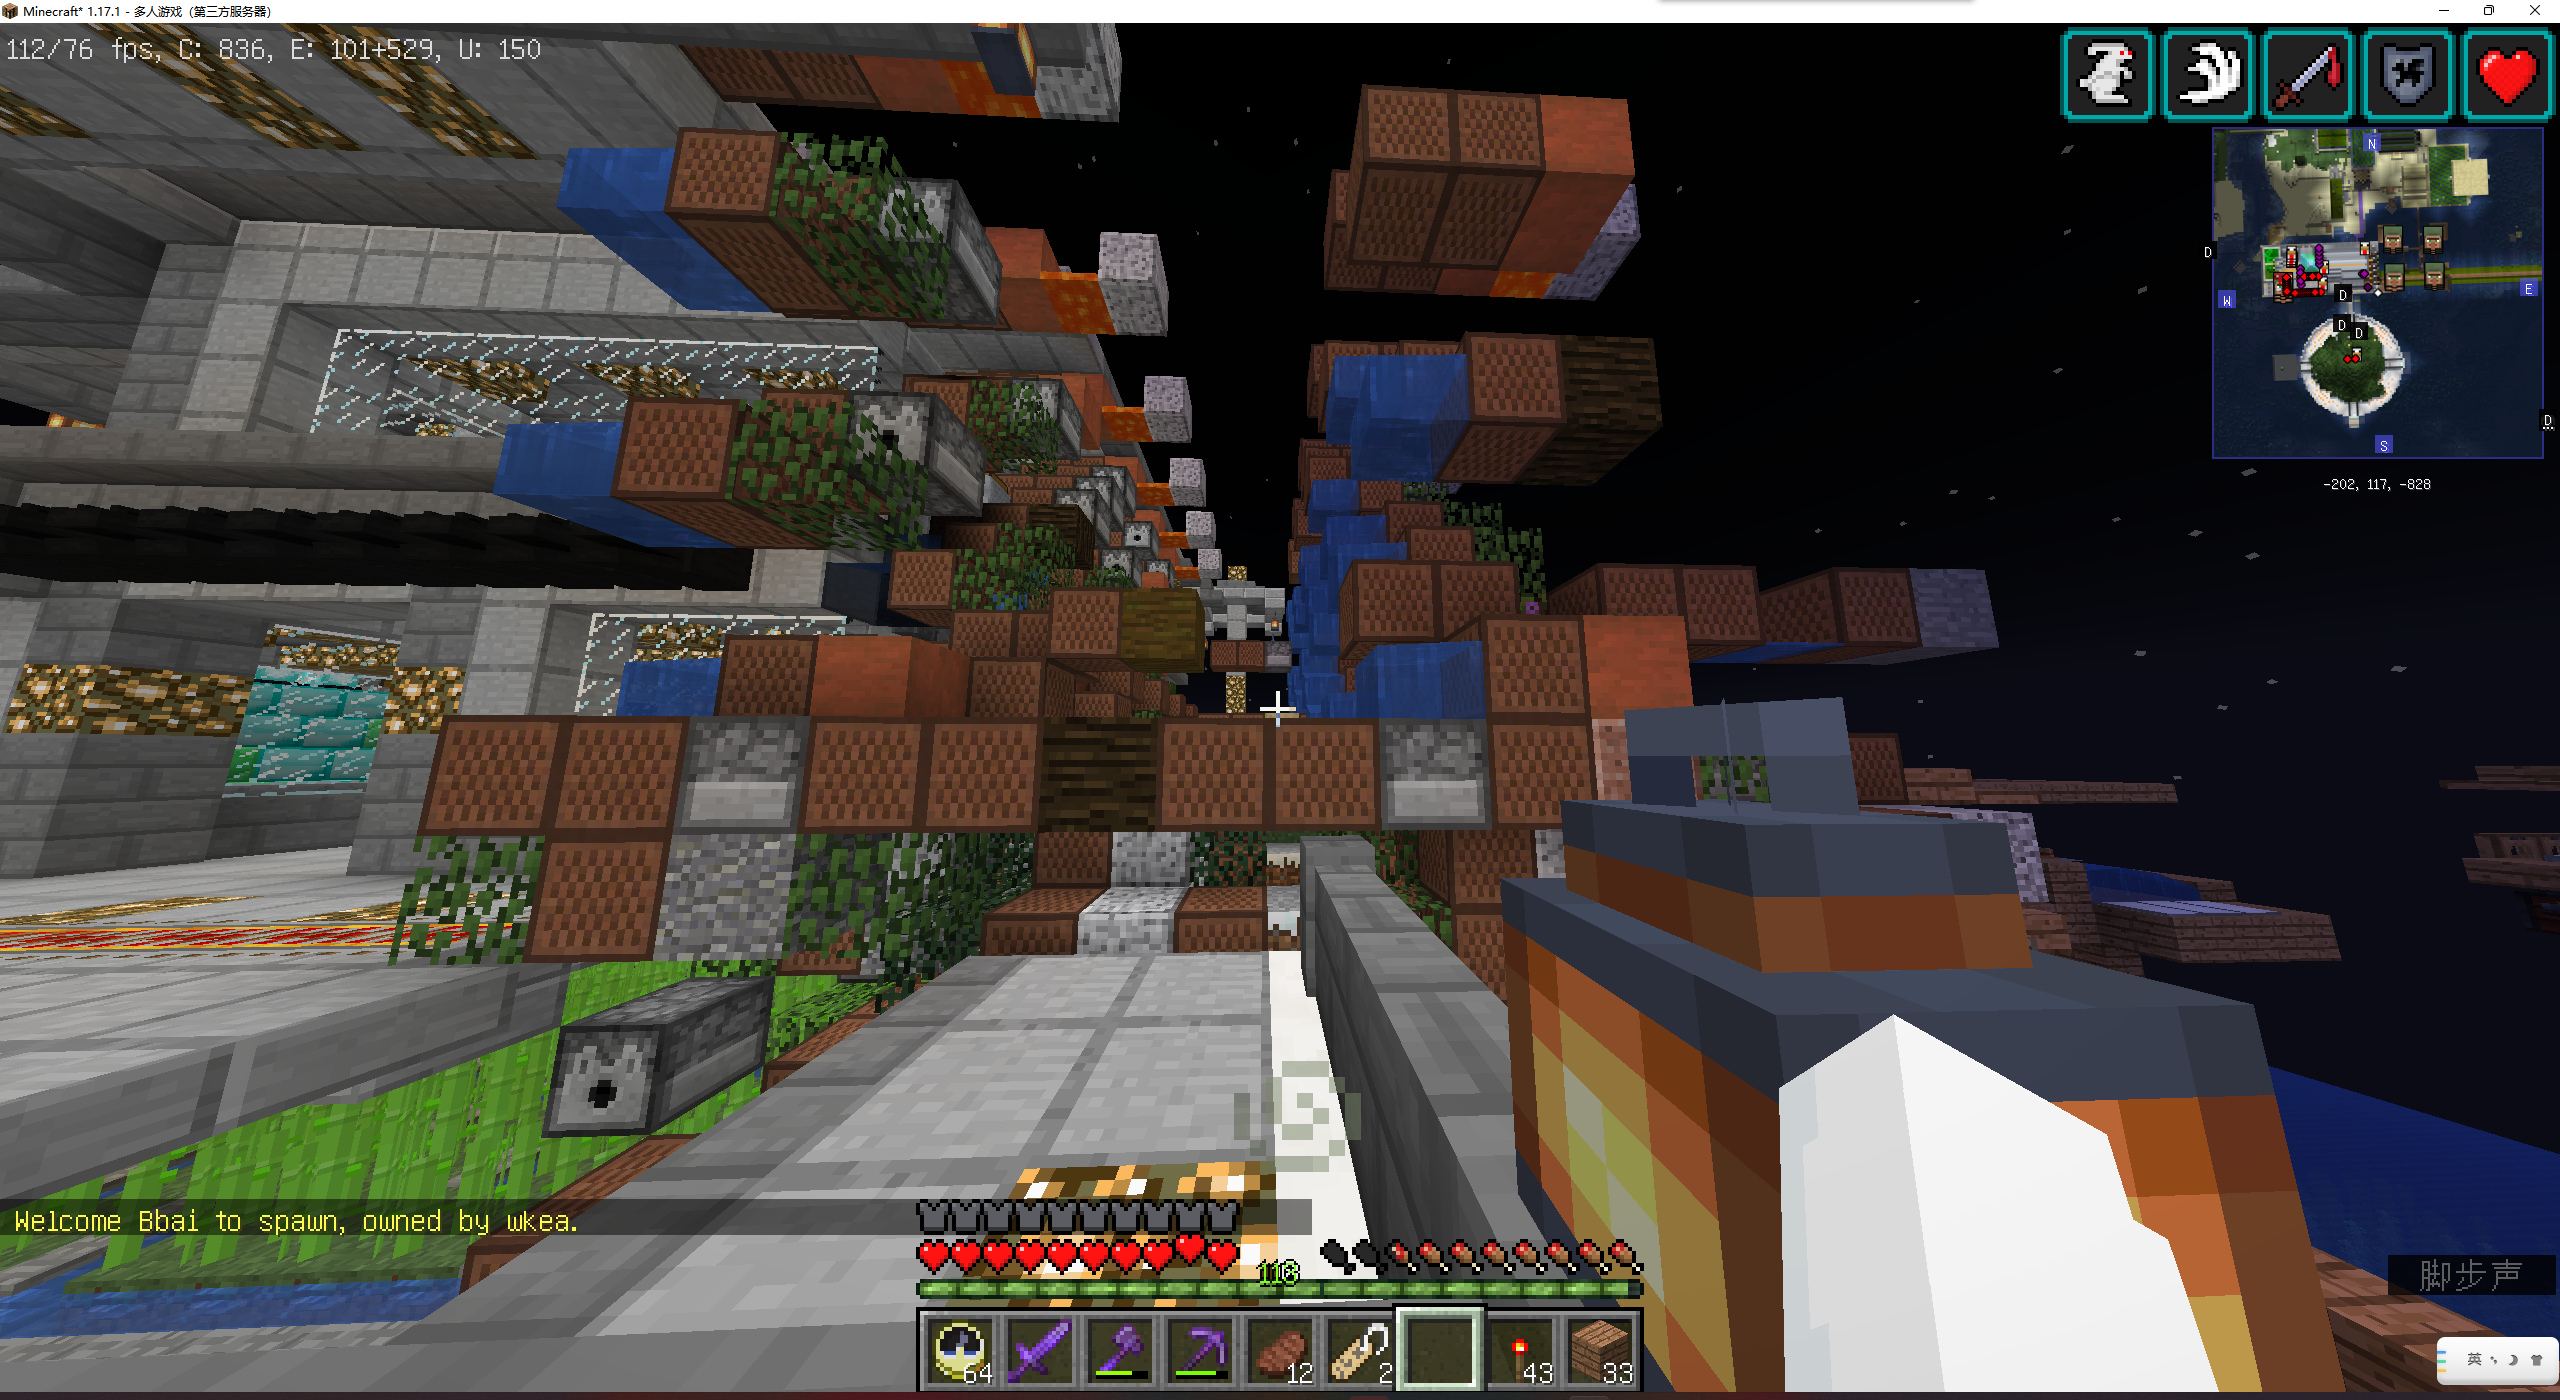 Minecraft* 1.17.1 - 多人游戏（第三方服务器）
112/76 fps, C: 836, E: 101+529, U: 150
N
D
W
E
D
D
D
D
S
-202, 117, -828
Welcome Bbai to spawn, owned by wkea.
脚步声
64
12
2
43
33
英